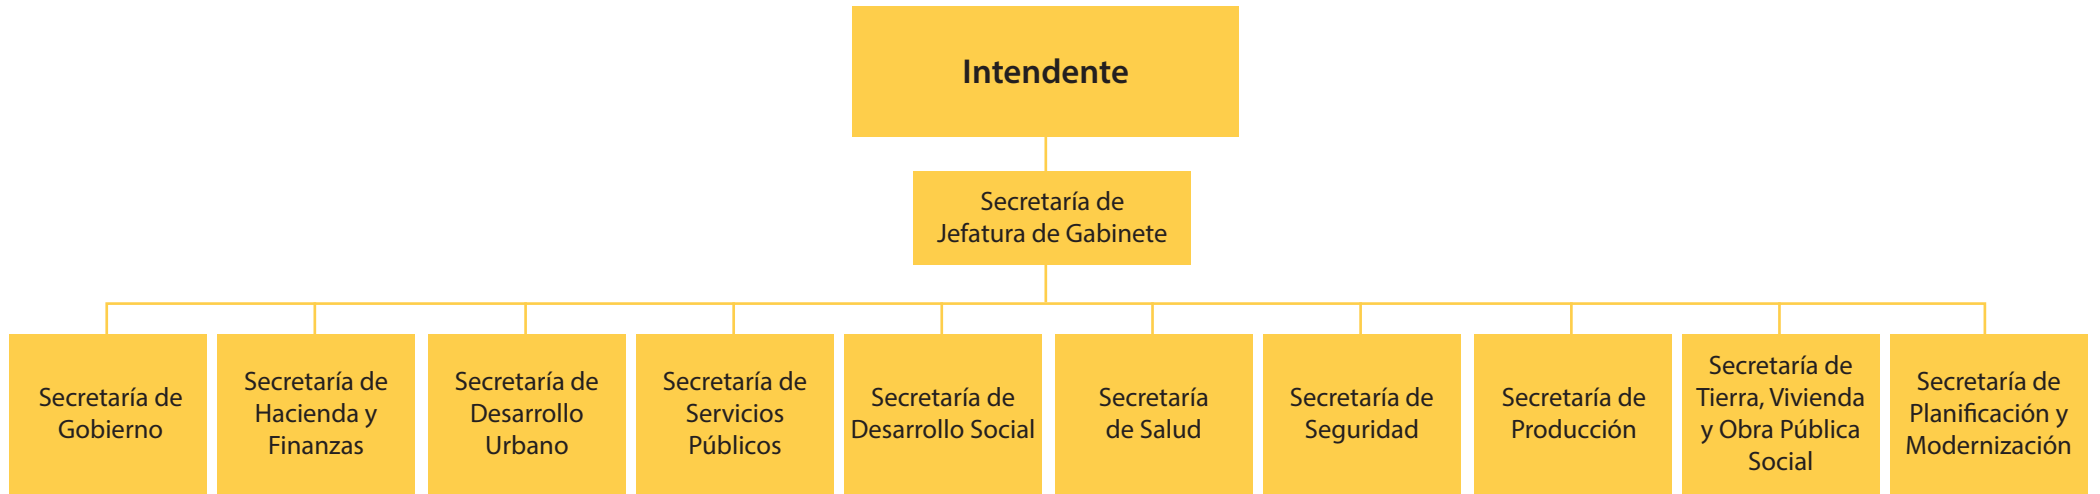 Intendente
Secretaría de
Jefatura de Gabinete
Secretaría de
Gobierno
Secretaría de
Hacienda y
Finanzas
Secretaría de
Desarrollo
Urbano
Secretaría de
Servicios
Públicos
Secretaría de
Desarrollo Social
Secretaría
de Salud
Secretaría de
Seguridad
Secretaría de
Producción
Secretaría de
Tierra, Vivienda
y Obra Pública
Social
Secretaría de
Planificación y
Modernización